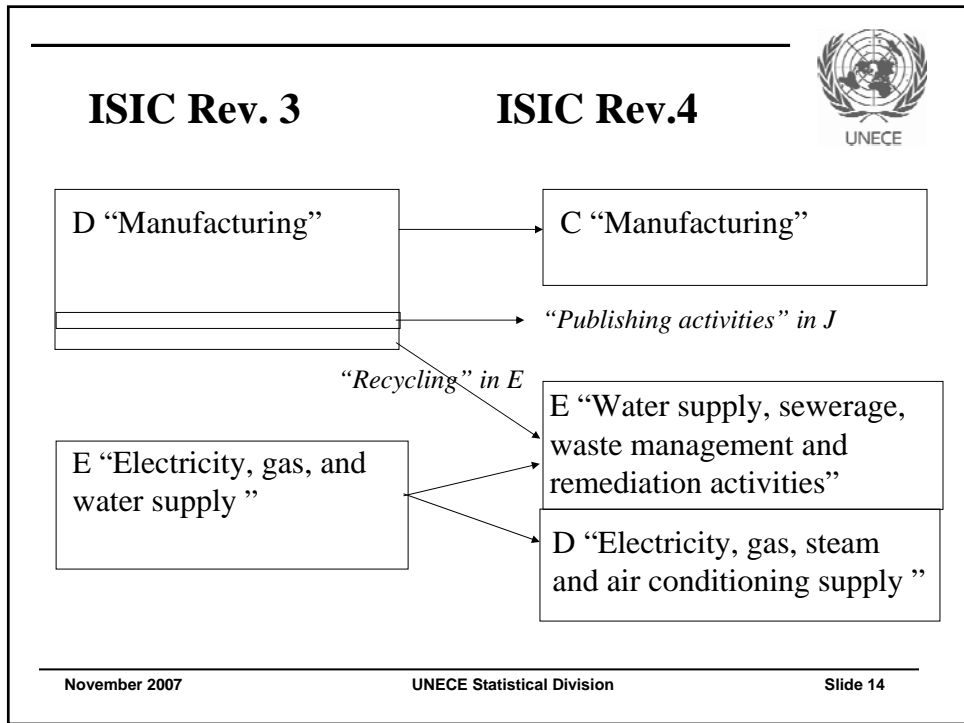 ISIC Rev. 3
ISIC Rev.4
UNECE
D “Manufacturing”
C “Manufacturing”
“Publishing activities” in J
“Recycling” in E
E “Water supply, sewerage,
waste management and
remediation activities”
E “Electricity, gas, and
water supply ”
D “Electricity, gas, steam
and air conditioning supply ”
November 2007
UNECE Statistical Division
Slide 14